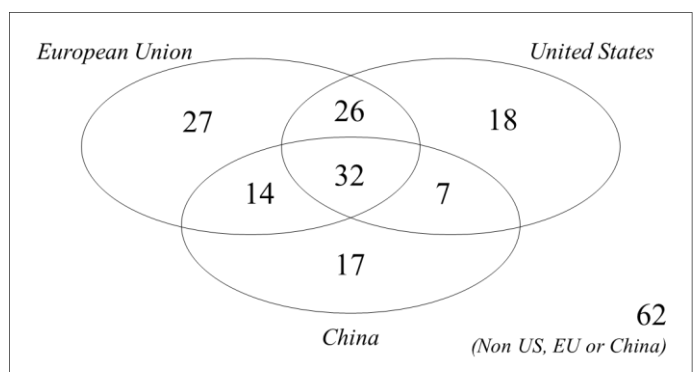 European Union
United States
26
27
18
32
14
7
17
62
China
(Non US, EU or China)